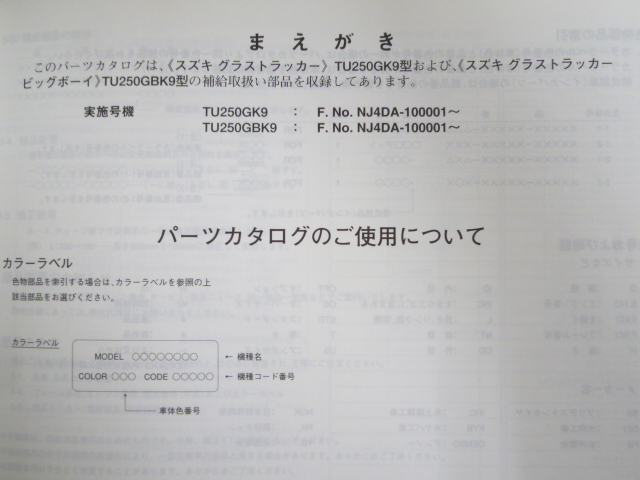 まえがき
このパーツカタログは、《スズキ グラストラッカー》TU250GK9型および、《スズキ グラストラッカー
ビッグボーイ》TU250GBK9型の補給取扱い部品を収録してあります。
実施号機 TU250GK9 : F. No. NJ4DA-100001〜
TU250GBK9 : F. No. NJ4DA-100001〜
パーツカタログのご使用について
カラーラベル
色物部品を索引する場合は、カラーラベルを参照の上
該当部品をお選びください。
カラーラベル
MODEL ○○○○○○○○ ← 機種名
COLOR ○○○ CODE ○○○○○ ← 機種コード番号
車体色番号